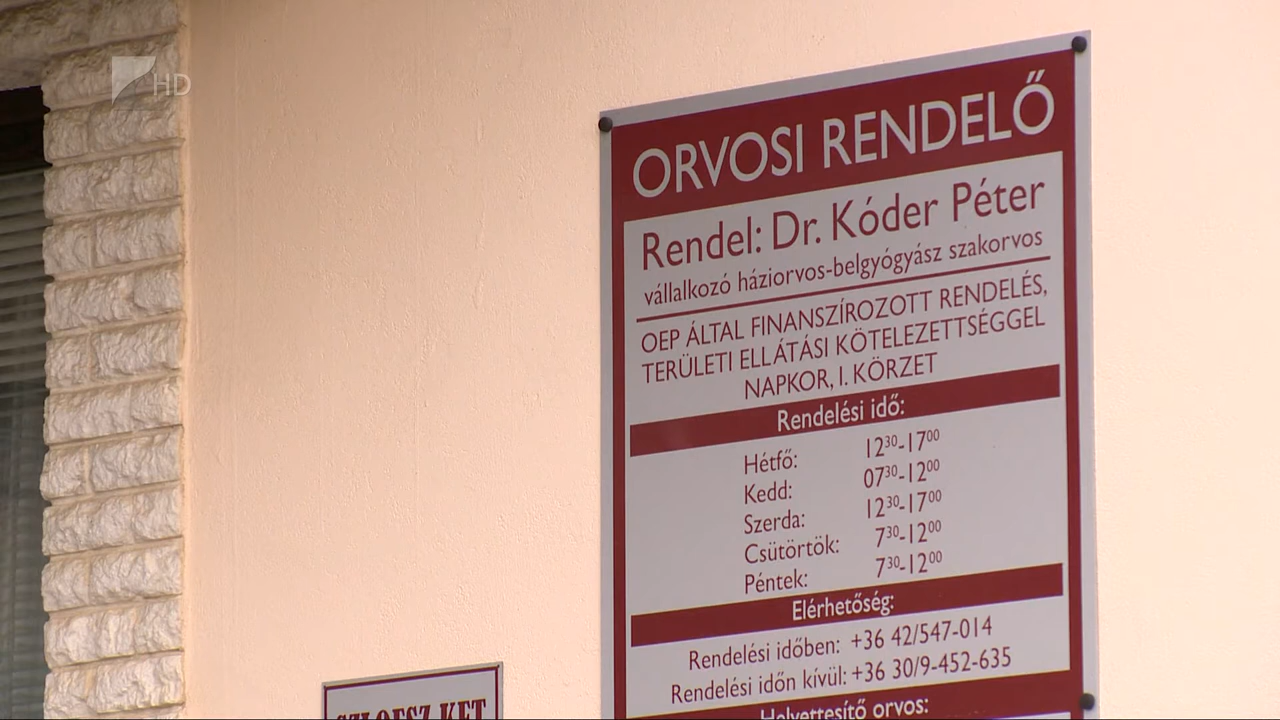 HD
ORVOSI RENDELŐ
Rendel: Dr. Kóder Péter
vállalkozó háziorvos-belgyógyász szakorvos
OEP ÁLTAL FINANSZÍROZOTT RENDELÉS,
TERÜLETI ELLÁTÁSI KÖTELEZETTSÉGGEL
NAPKOR, I. KÖRZET
Rendelési idő:
Hétfő: 12³⁰-17⁰⁰
Kedd: 07³⁰-12⁰⁰
Szerda: 12³⁰-17⁰⁰
Csütörtök: 7³⁰-12⁰⁰
Péntek: 7³⁰-12⁰⁰
Elérhetőség:
Rendelési időben: +36 42/547-014
Rendelési időn kívül: +36 30/9-452-635
Helyettesítő orvos: